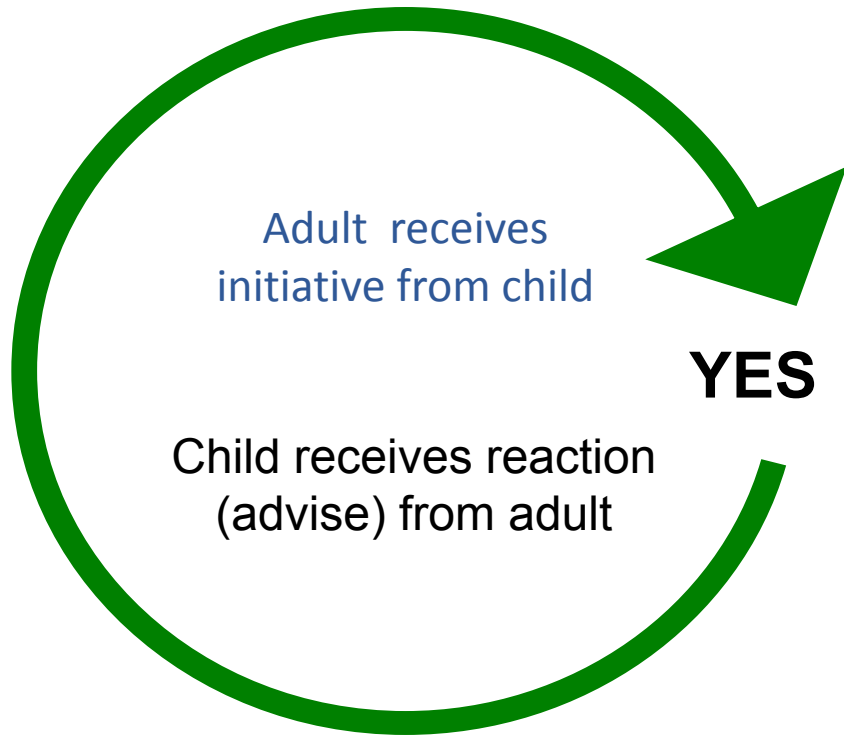 Adult  receives
initiative from child
YES
Child receives reaction
(advise) from adult